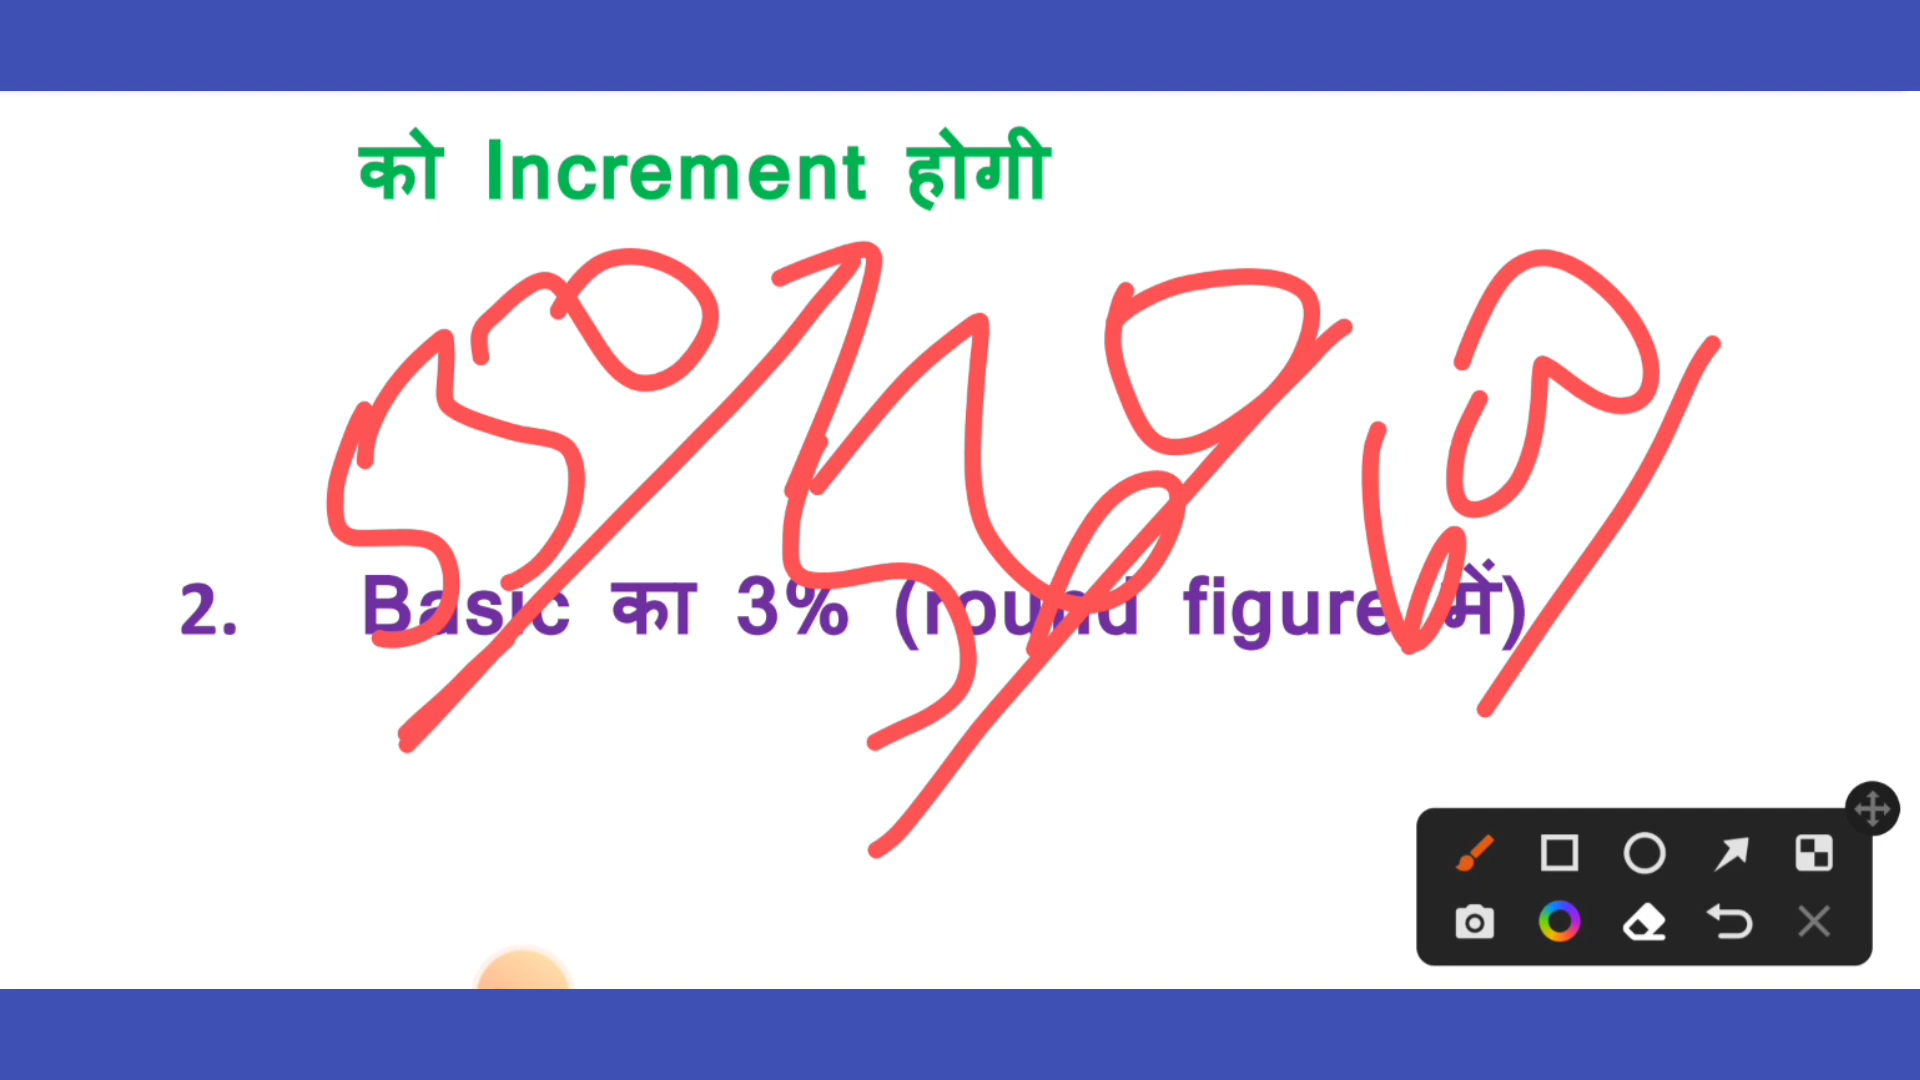 को Increment होगी
2. Basic का 3% (round figure में)